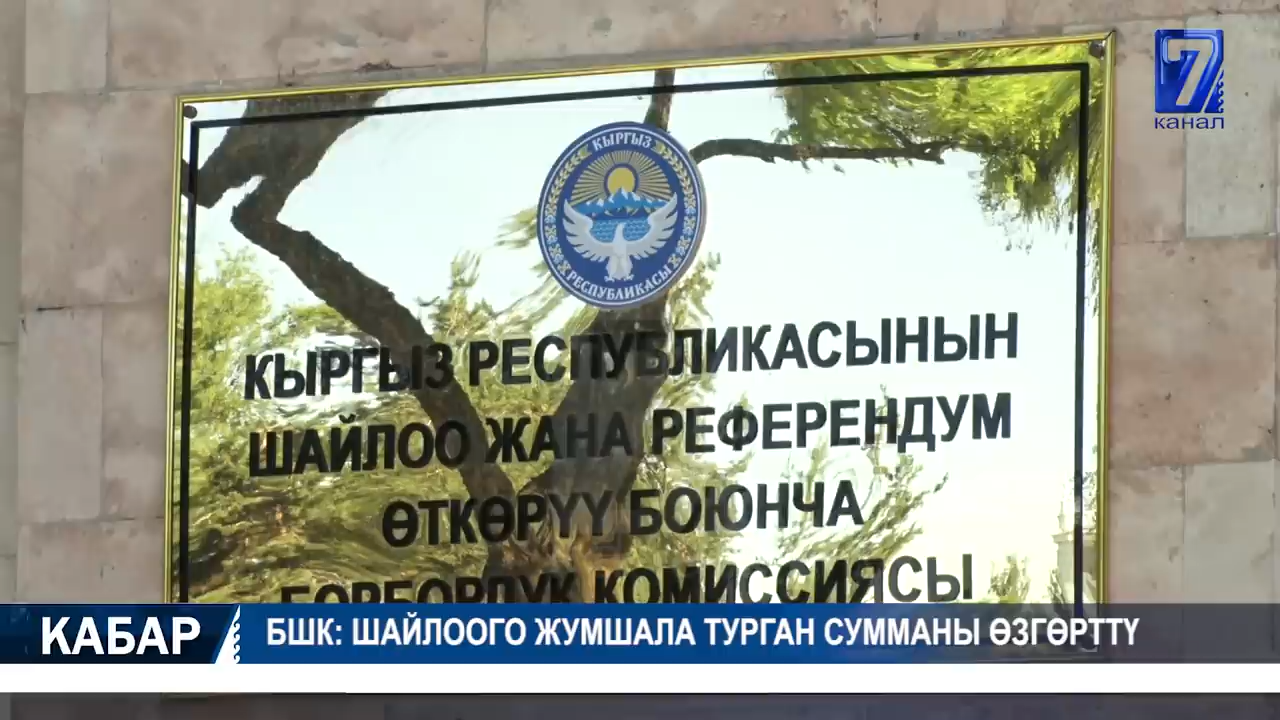 7
канал
КЫРГЫЗ
РЕСПУБЛИКАСЫ
КЫРГЫЗ РЕСПУБЛИКАСЫНЫН
ШАЙЛОО ЖАНА РЕФЕРЕНДУМ
ӨТКӨРҮҮ БОЮНЧА
БОРБОРДУК КОМИССИЯСЫ
КАБАР
БШК: ШАЙЛООГО ЖУМШАЛА ТУРГАН СУММАНЫ ӨЗГӨРТТҮ